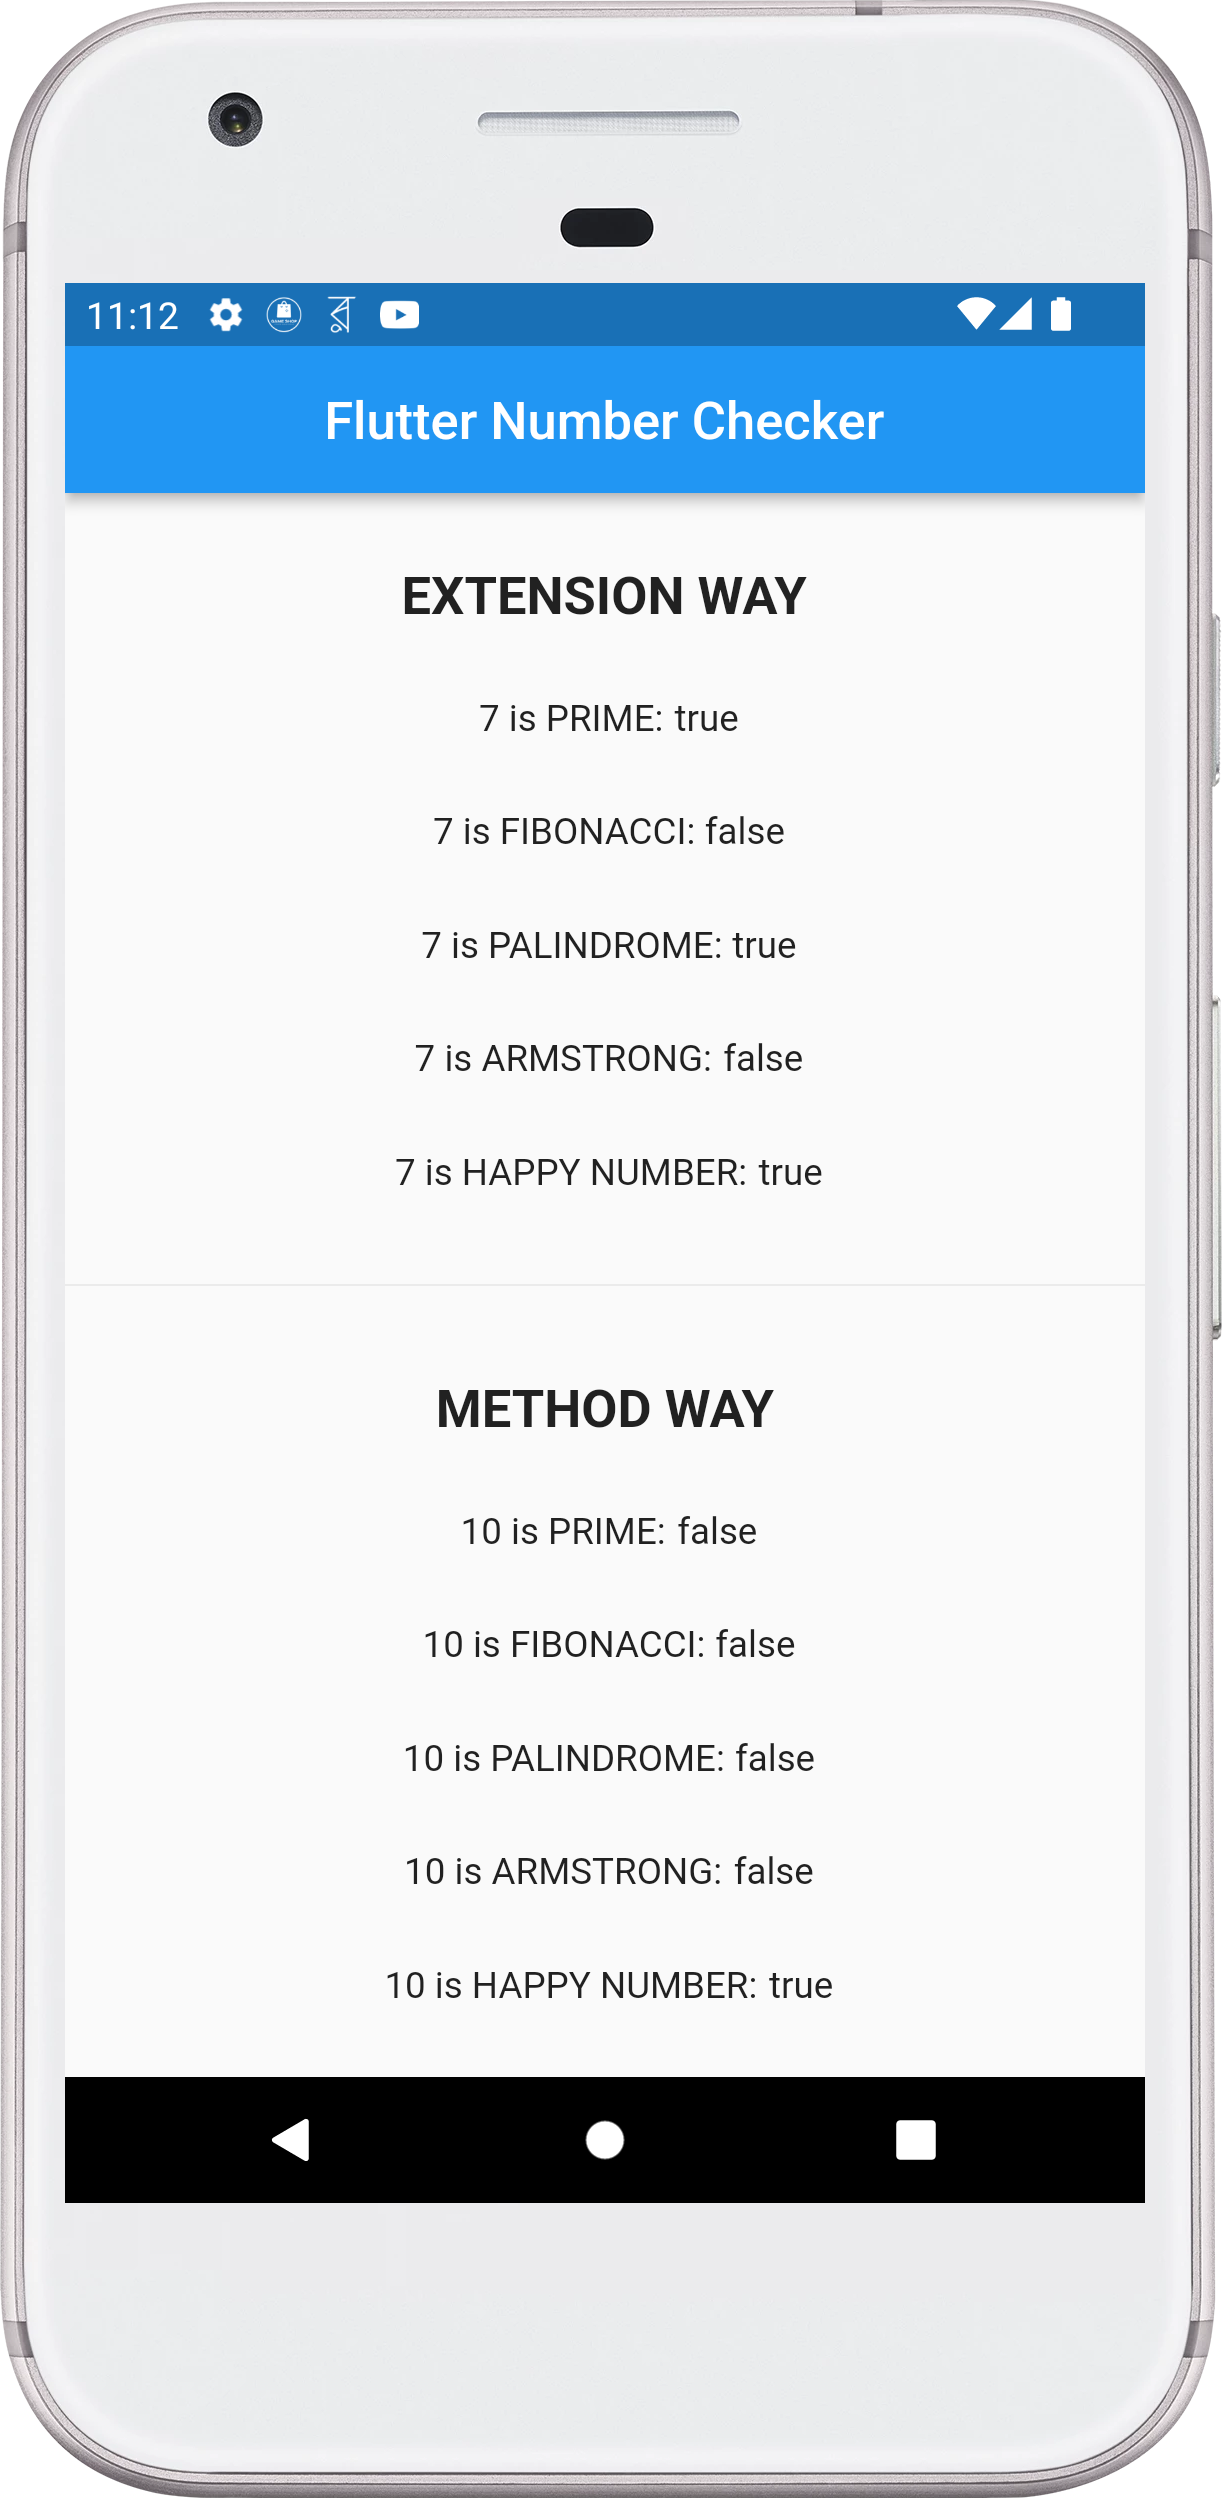 11:12
Flutter Number Checker
EXTENSION WAY
7 is PRIME: true
7 is FIBONACCI: false
7 is PALINDROME: true
7 is ARMSTRONG: false
7 is HAPPY NUMBER: true
METHOD WAY
10 is PRIME: false
10 is FIBONACCI: false
10 is PALINDROME: false
10 is ARMSTRONG: false
10 is HAPPY NUMBER: true